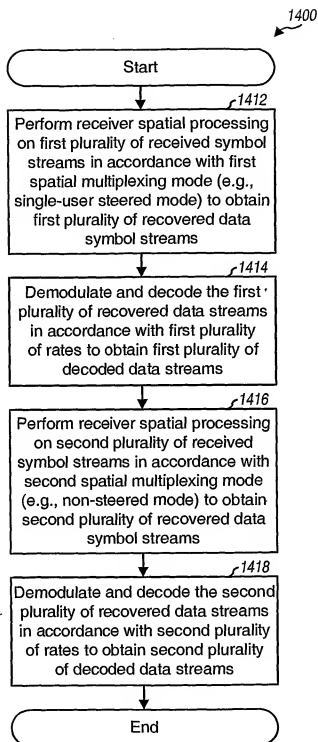 1400
Start
1412
Perform receiver spatial processing
on first plurality of received symbol
streams in accordance with first
spatial multiplexing mode (e.g.,
single-user steered mode) to obtain
first plurality of recovered data
symbol streams
1414
Demodulate and decode the first
plurality of recovered data streams
in accordance with first plurality
of rates to obtain first plurality of
decoded data streams
1416
Perform receiver spatial processing
on second plurality of received
symbol streams in accordance with
second spatial multiplexing mode
(e.g., non-steered mode) to obtain
second plurality of recovered data
symbol streams
1418
Demodulate and decode the second
plurality of recovered data streams
in accordance with second plurality
of rates to obtain second plurality
of decoded data streams
End